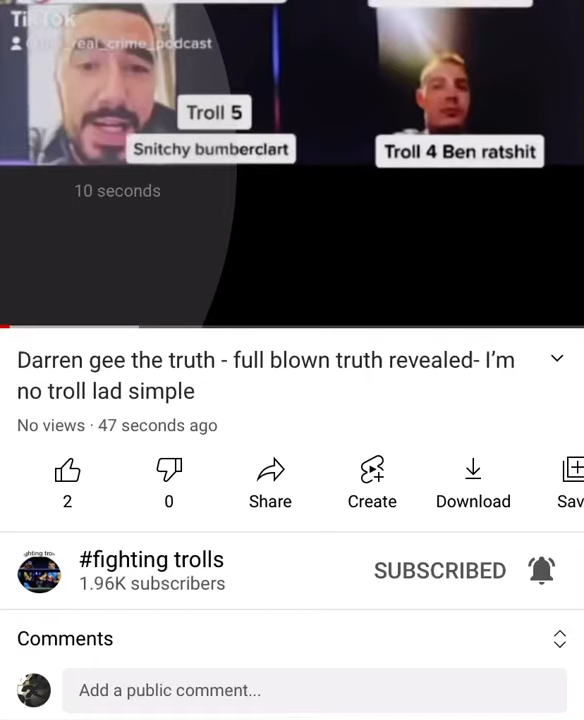 TikTok
real_crime_podcast
Troll 5
Snitchy bumberclart
Troll 4 Ben ratshit
10 seconds
Darren gee the truth - full blown truth revealed- I’m
no troll lad simple
No views · 47 seconds ago
2
0
Share
Create
Download
Sav
#fighting trolls
1.96K subscribers
SUBSCRIBED
Comments
Add a public comment...